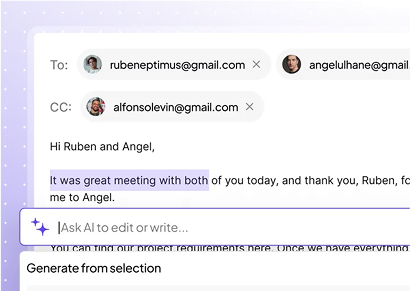 To: rubeneptimus@gmail.com × angelulhane@gmail
CC: alfonsolevin@gmail.com ×
Hi Ruben and Angel,
It was great meeting with both of you today, and thank you, Ruben, fo
me to Angel.
Ask AI to edit or write...
You can find our project requirements here. Once we have everything
Generate from selection